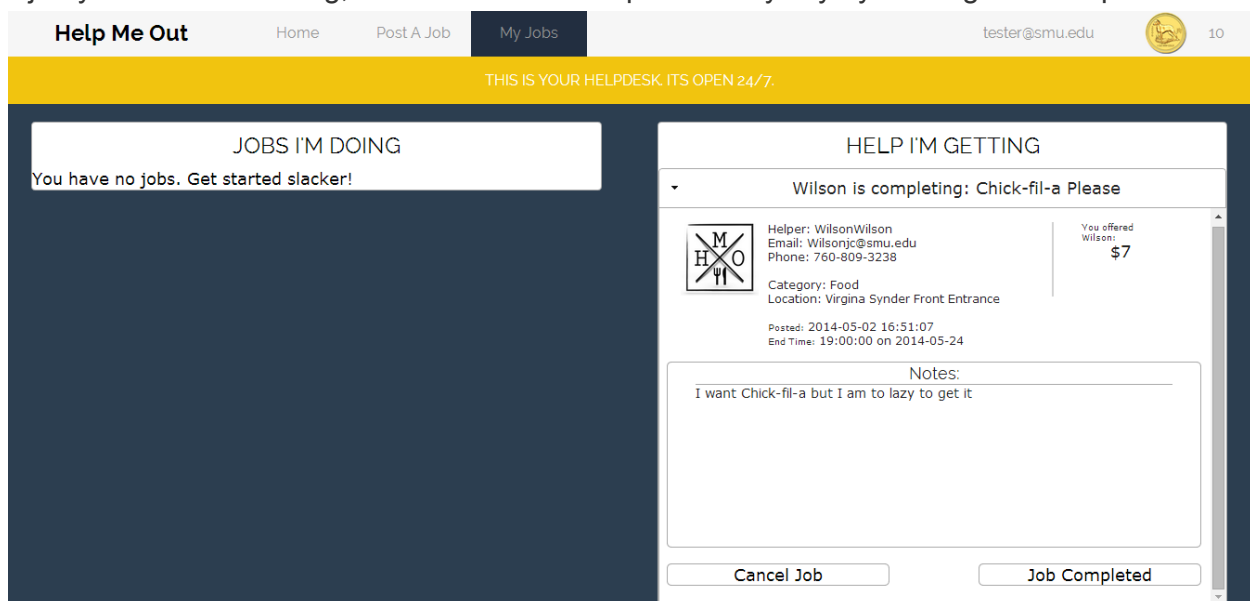 Help Me Out Home Post A Job My Jobs tester@smu.edu 10
THIS IS YOUR HELPDESK. ITS OPEN 24/7.
JOBS I'M DOING
You have no jobs. Get started slacker!
HELP I'M GETTING
Wilson is completing: Chick-fil-a Please
M
H O
Helper: WilsonWilson
Email: Wilsonjc@smu.edu
Phone: 760-809-3238
Category: Food
Location: Virgina Synder Front Entrance
Posted: 2014-05-02 16:51:07
End Time: 19:00:00 on 2014-05-24
You offered
Wilson:
$7
Notes:
I want Chick-fil-a but I am to lazy to get it
Cancel Job Job Completed